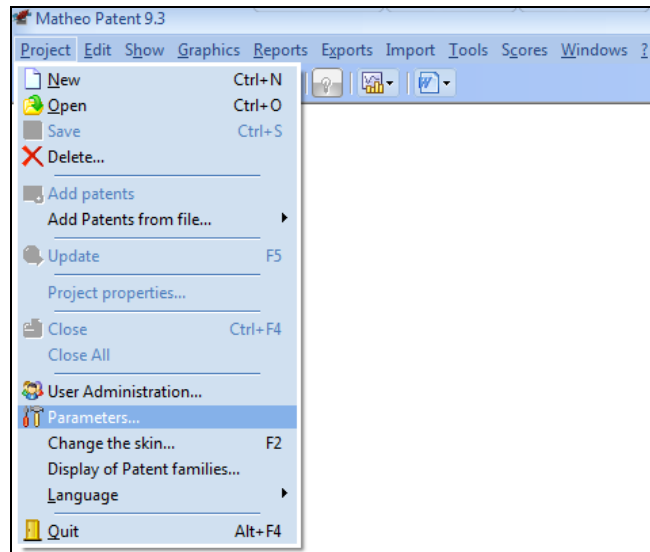 Matheo Patent 9.3
Project Edit Show Graphics Reports Exports Import Tools Scores Windows ?
New Ctrl+N
Open Ctrl+O
Save Ctrl+S
Delete...
Add patents
Add Patents from file...
Update F5
Project properties...
Close Ctrl+F4
Close All
User Administration...
Parameters...
Change the skin... F2
Display of Patent families...
Language
Quit Alt+F4